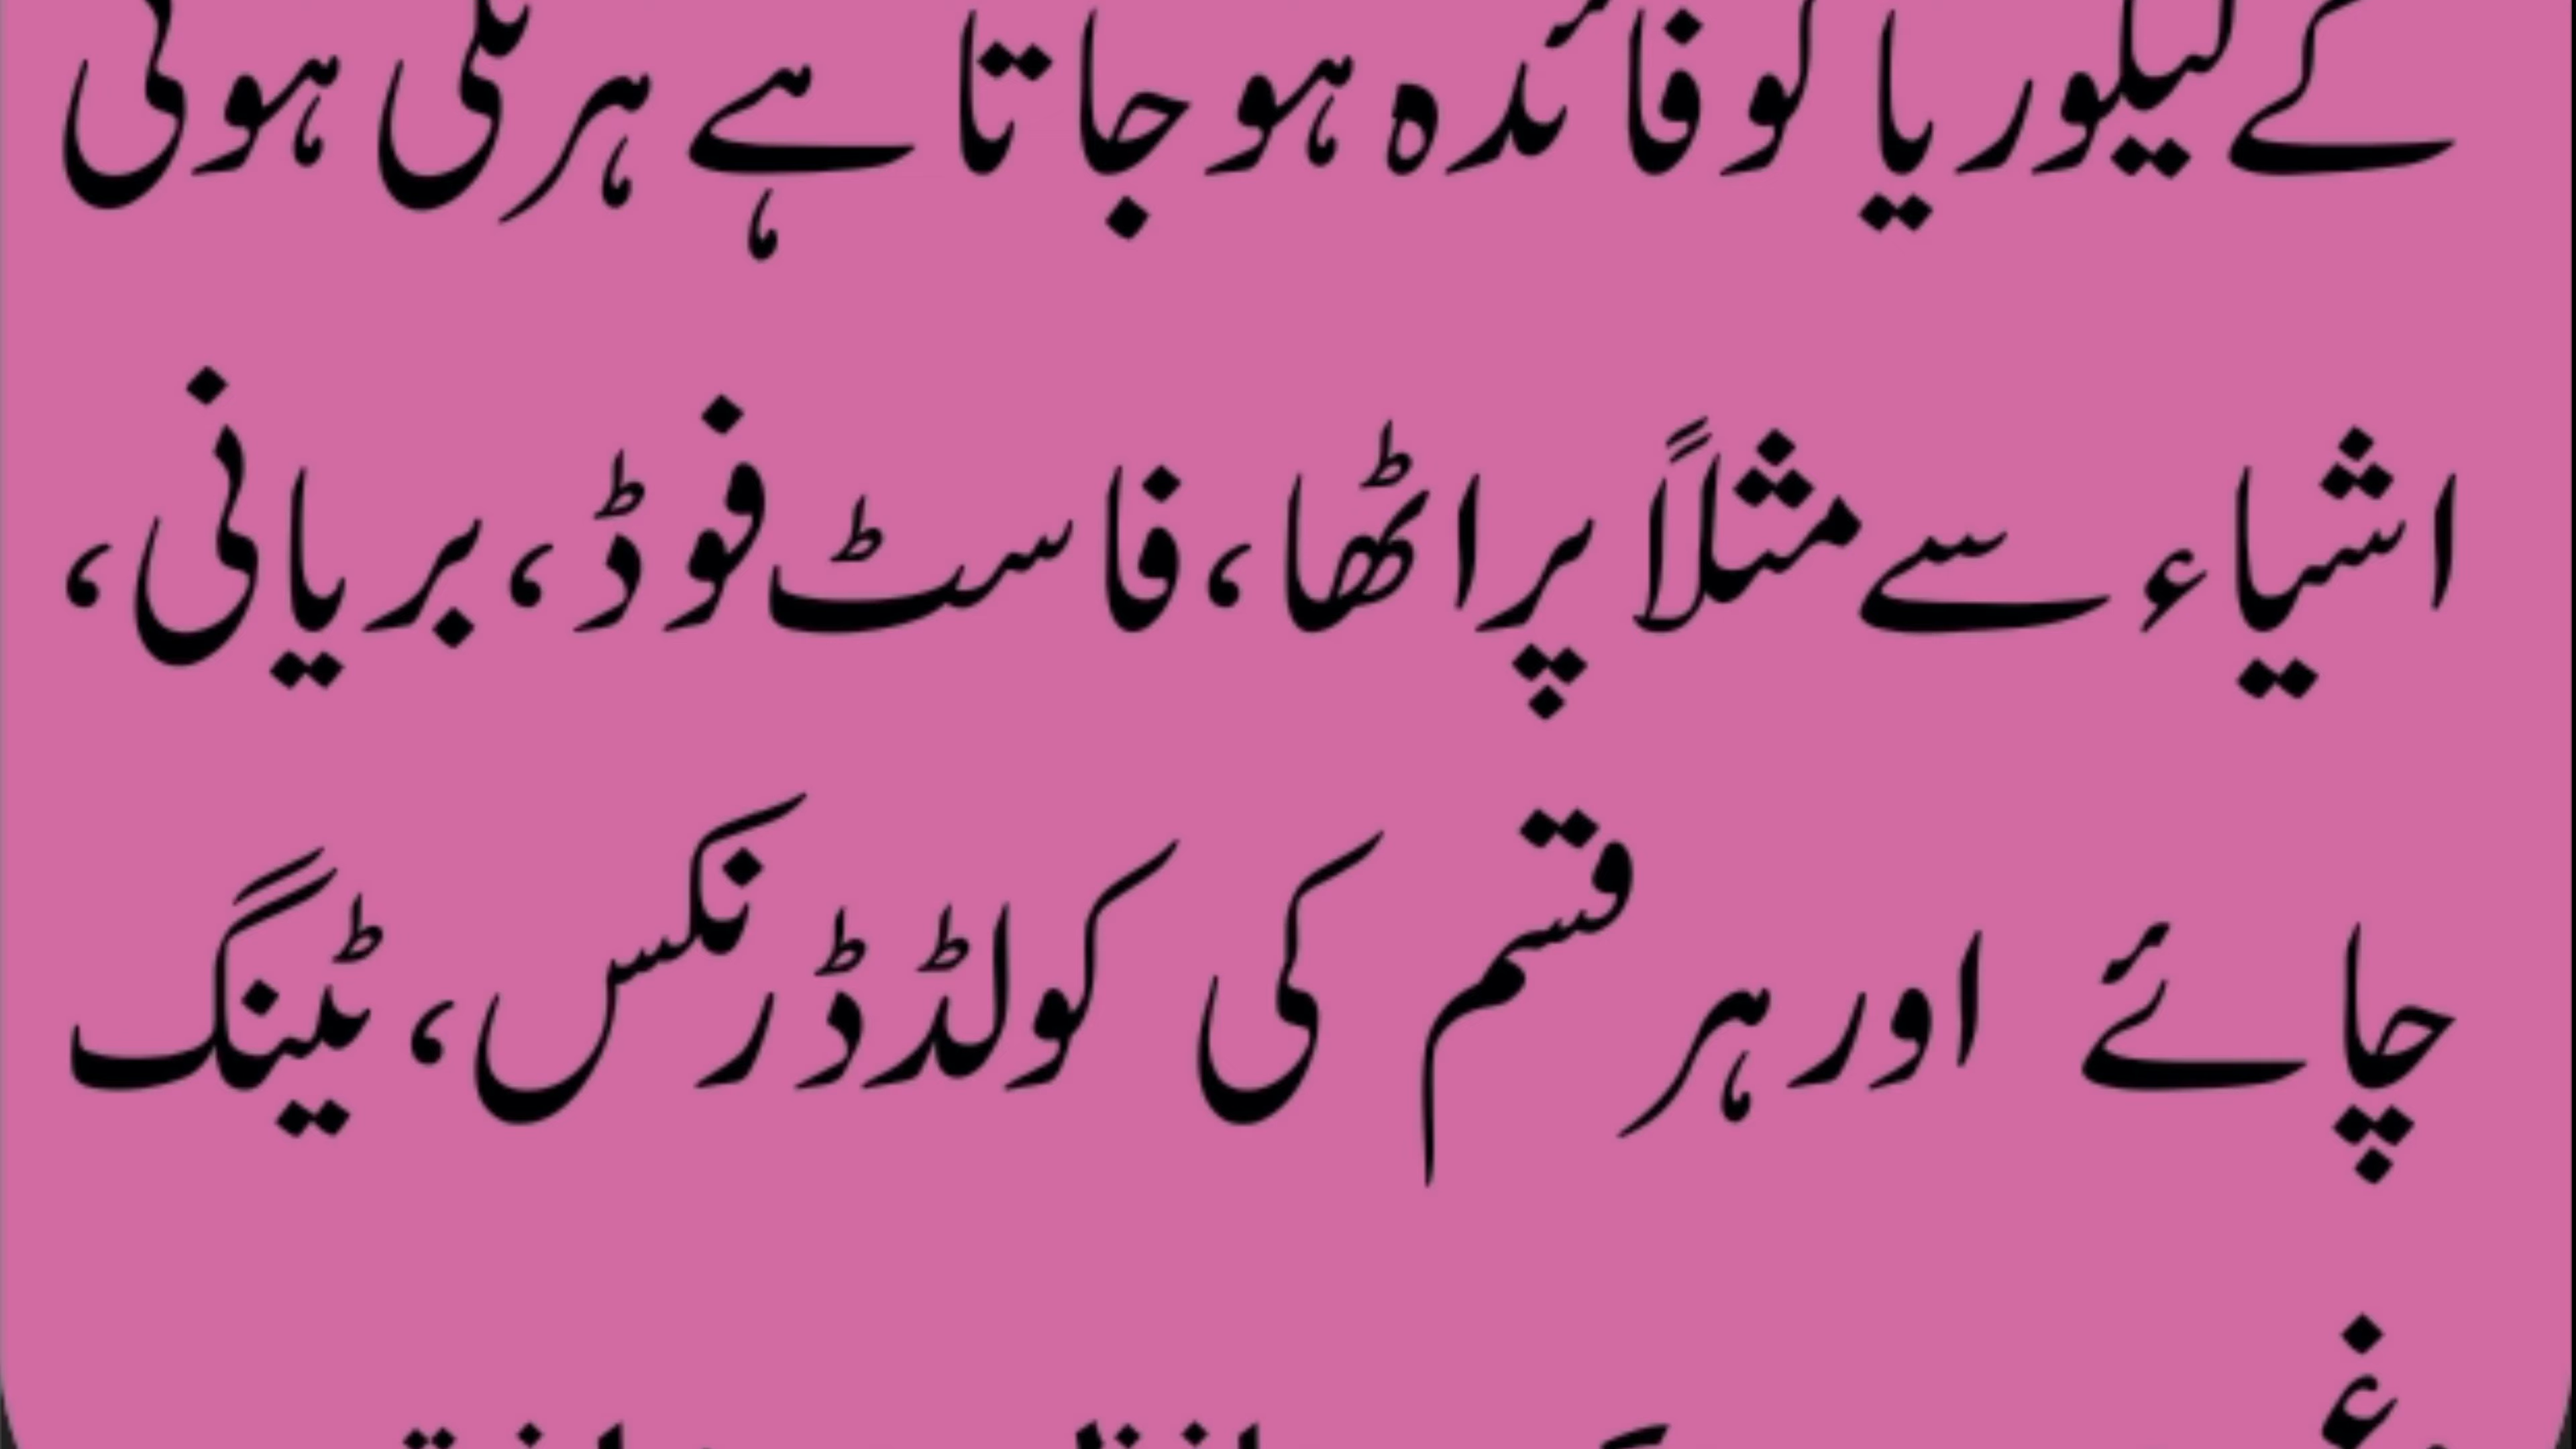 کے لیکوریا کو فائدہ ہو جاتا ہے ہر تلی ہوئی
اشیاء سے مثلاً پراٹھا، فاسٹ فوڈ، بریانی،
چائے اور ہر قسم کی کولڈ ڈرنکس، ٹینگ